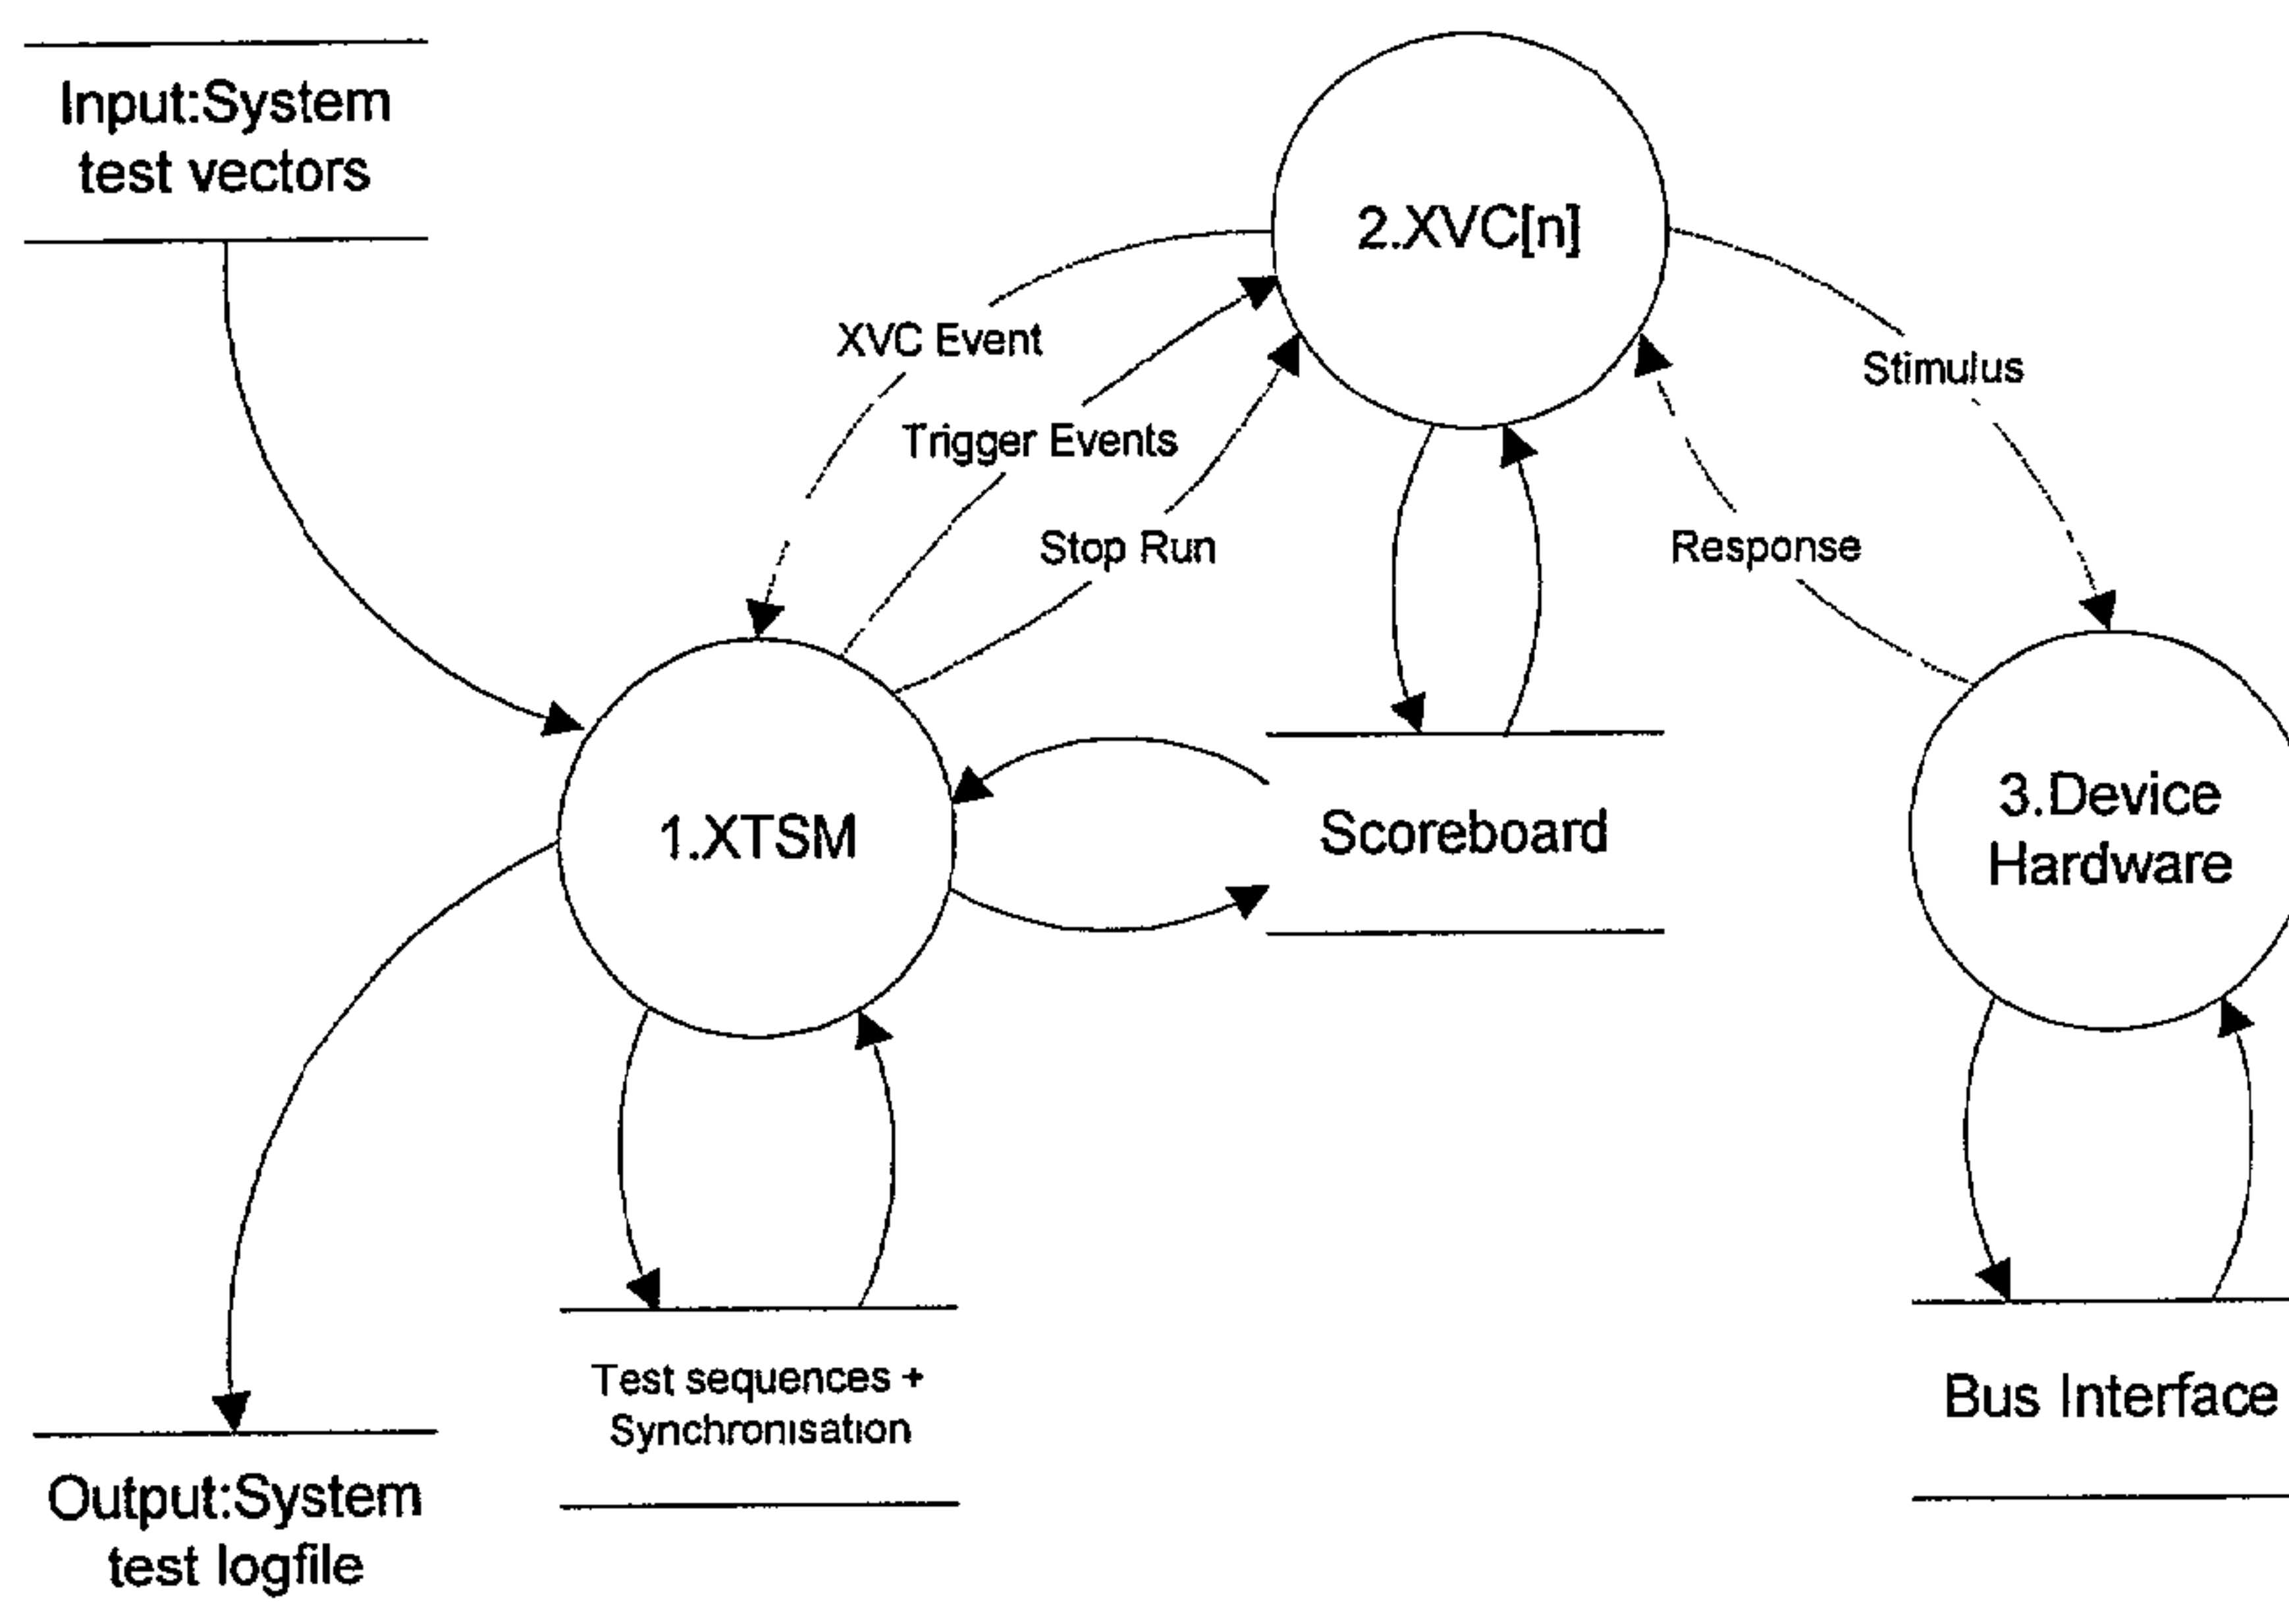 Input:System
test vectors
2.XVC[n]
XVC Event
Stimulus
Trigger Events
Stop Run
Response
1.XTSM
Scoreboard
3.Device
Hardware
Test sequences +
Synchronisation
Bus Interface
Output:System
test logfile